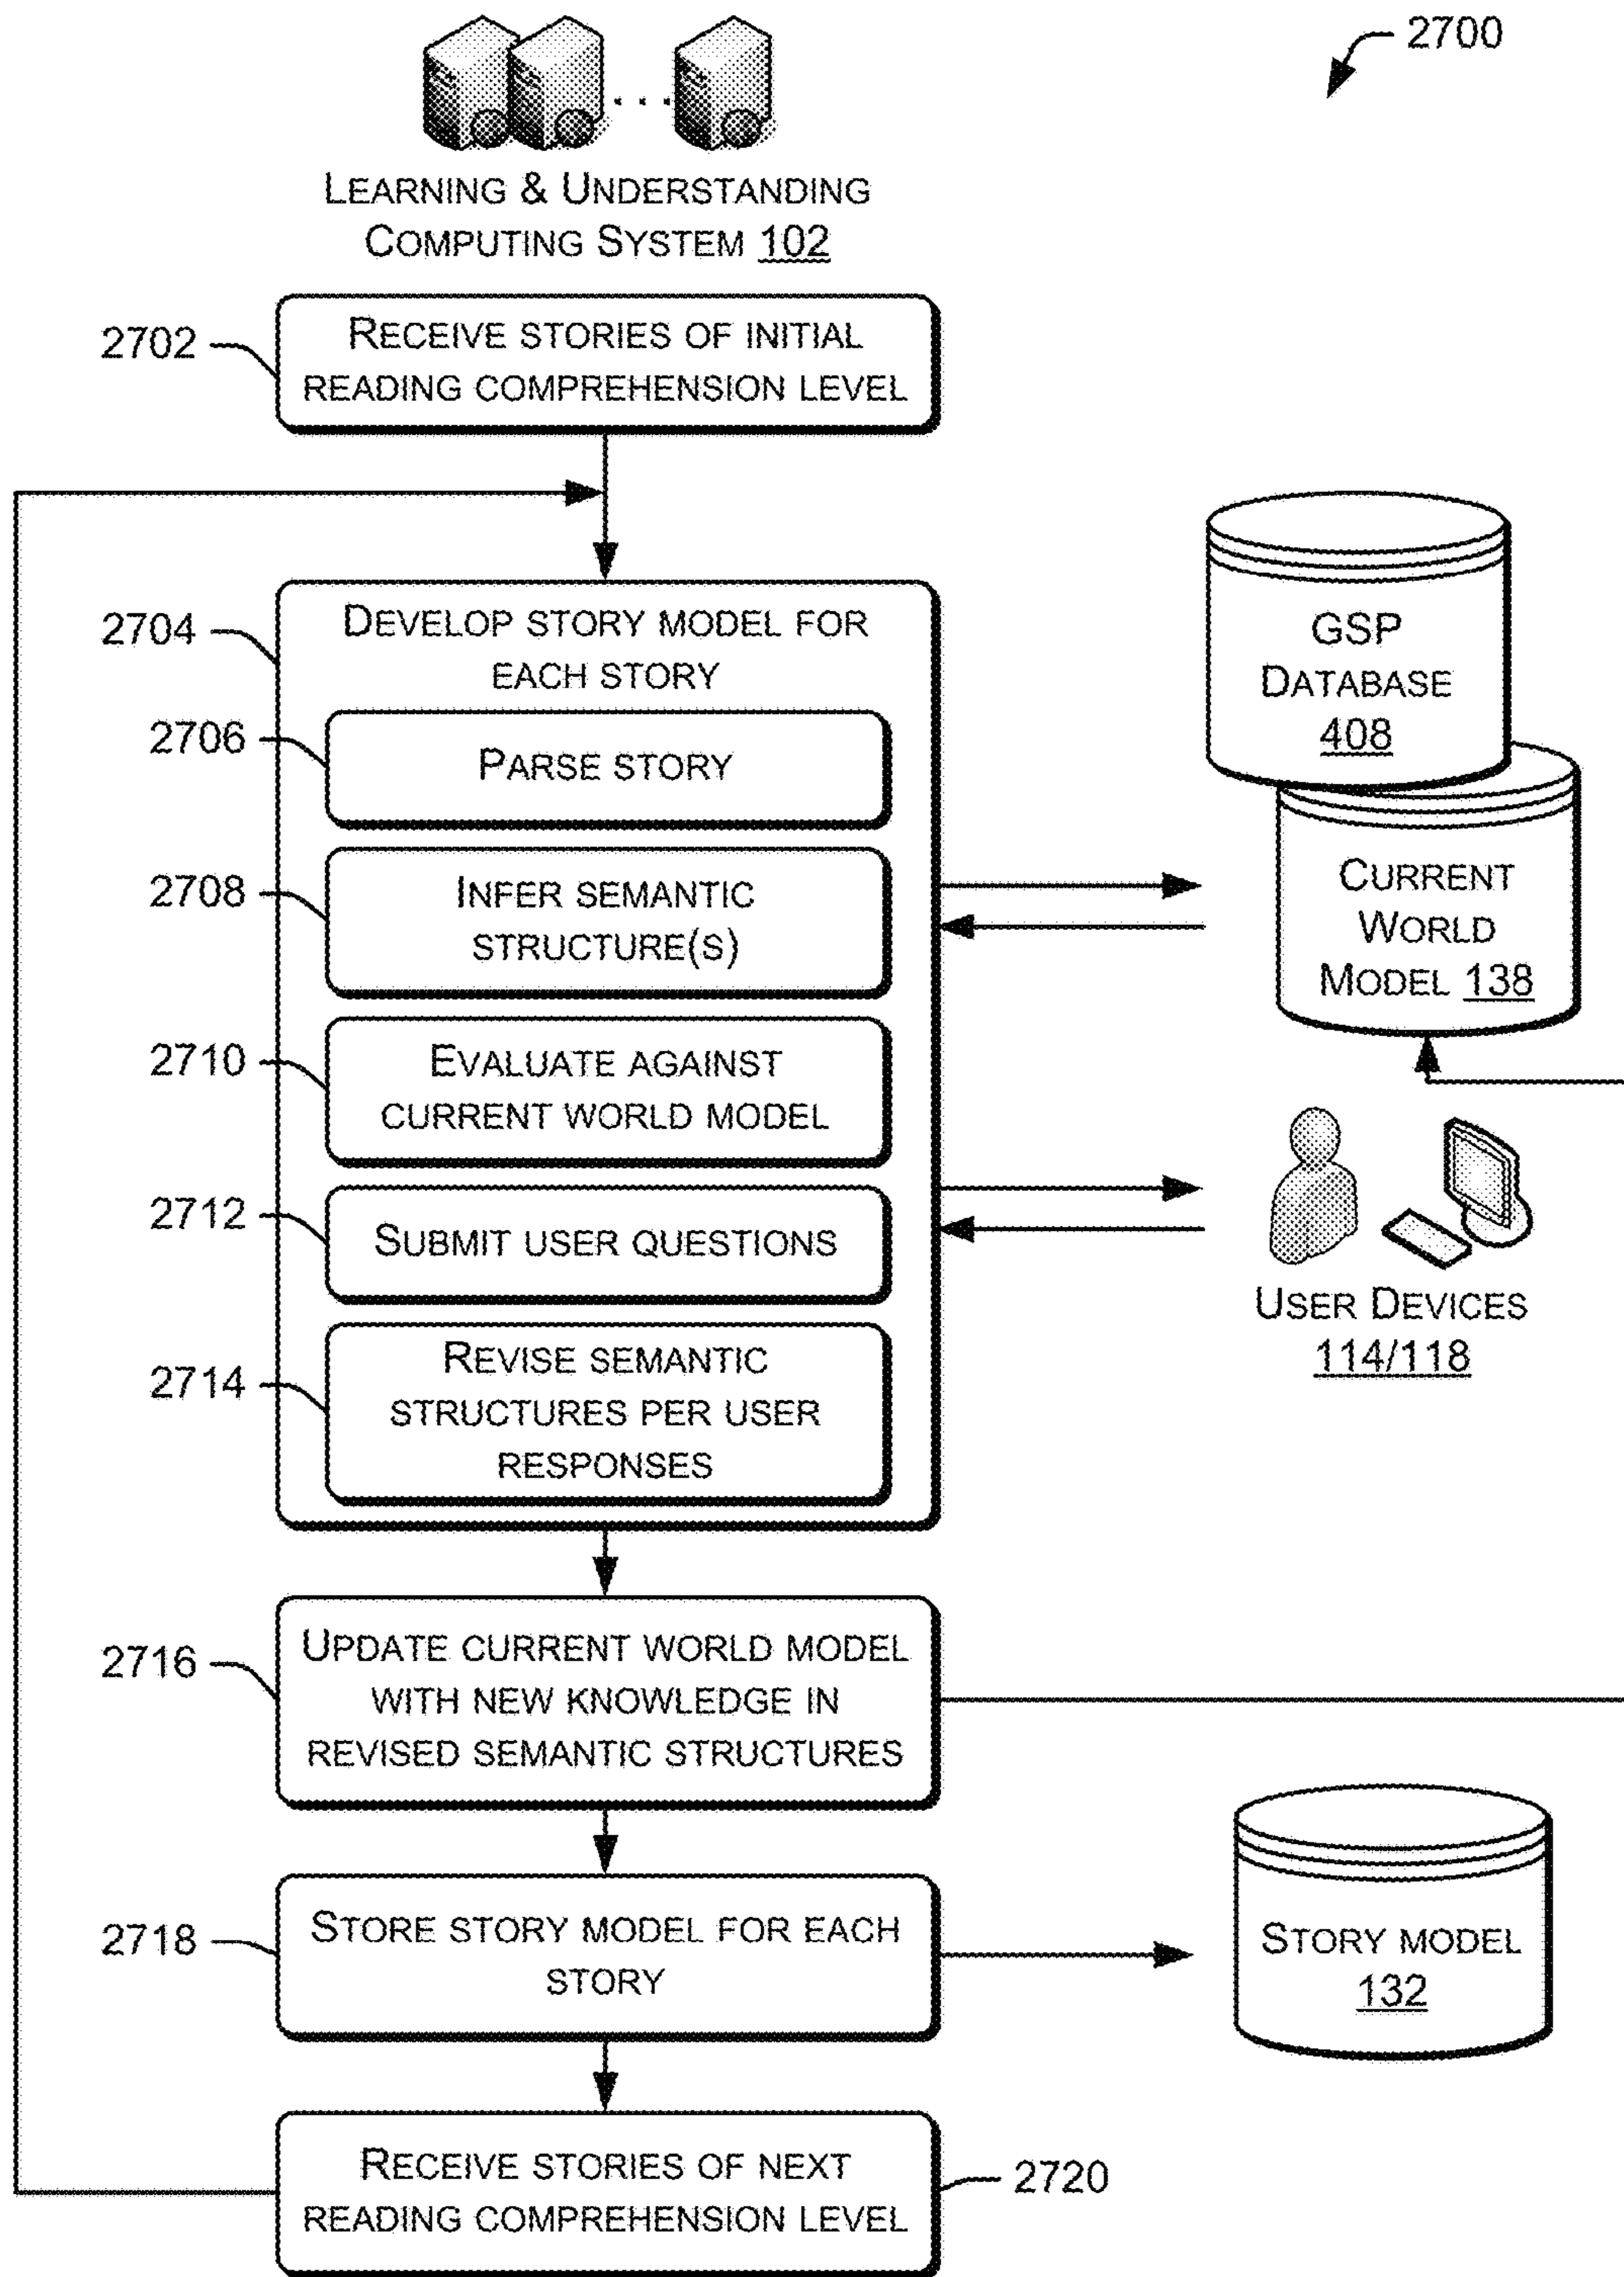 2700
LEARNING & UNDERSTANDING
COMPUTING SYSTEM 102
2702
RECEIVE STORIES OF INITIAL
READING COMPREHENSION LEVEL
2704
DEVELOP STORY MODEL FOR
EACH STORY
2706
PARSE STORY
2708
INFER SEMANTIC
STRUCTURE(S)
2710
EVALUATE AGAINST
CURRENT WORLD MODEL
2712
SUBMIT USER QUESTIONS
2714
REVISE SEMANTIC
STRUCTURES PER USER
RESPONSES
GSP
DATABASE
408
CURRENT
WORLD
MODEL 138
USER DEVICES
114/118
2716
UPDATE CURRENT WORLD MODEL
WITH NEW KNOWLEDGE IN
REVISED SEMANTIC STRUCTURES
2718
STORE STORY MODEL FOR EACH
STORY
STORY MODEL
132
RECEIVE STORIES OF NEXT
READING COMPREHENSION LEVEL
2720